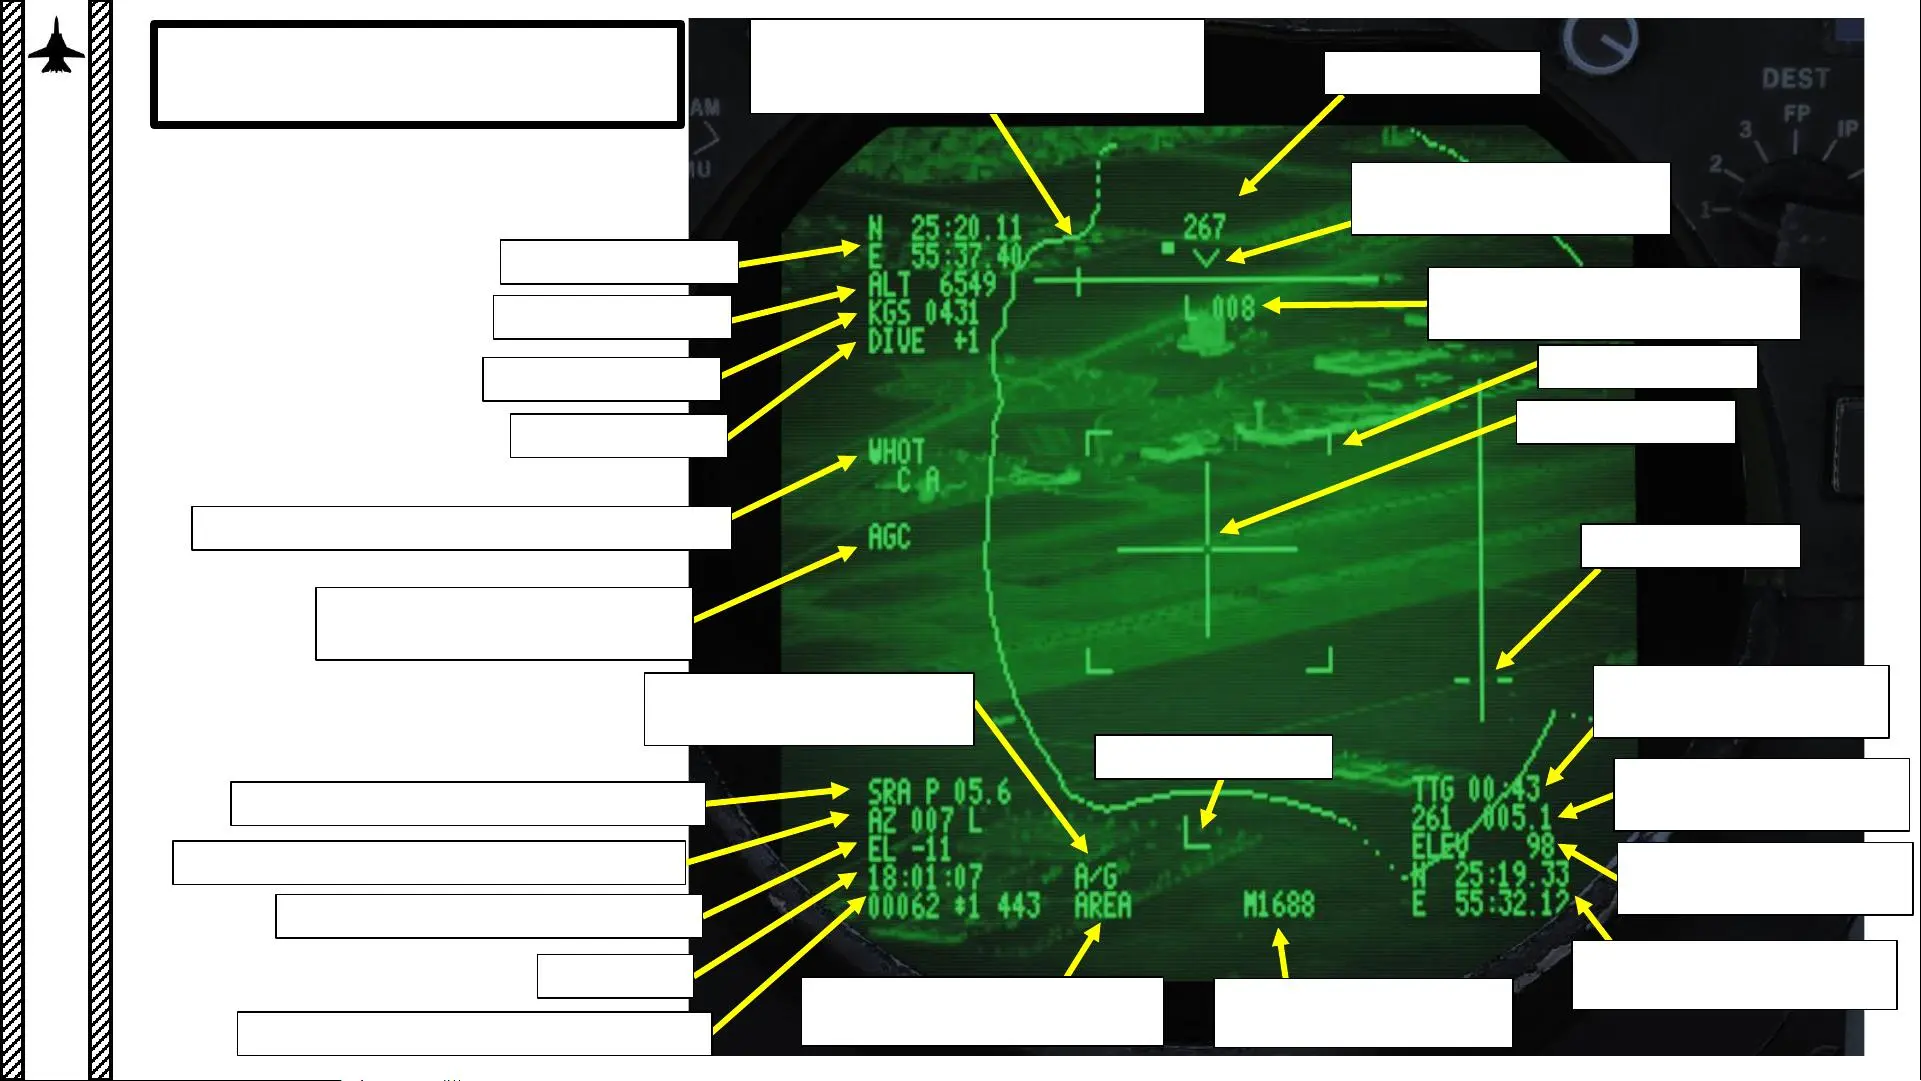 AM
MU
DEST
FP
3
IP
2
1
267
N 25:20.11
E 55:37.40
ALT 6549
KGS 0431
DIVE +1
L 008
WHOT
C A
AGC
SRA P 05.6
AZ 007 L
EL -11
18:01:07
00062 *1 443
A/G
AREA
M1688
TTG 00:43
261 005.1
ELEV 98
N 25:19.33
E 55:32.12